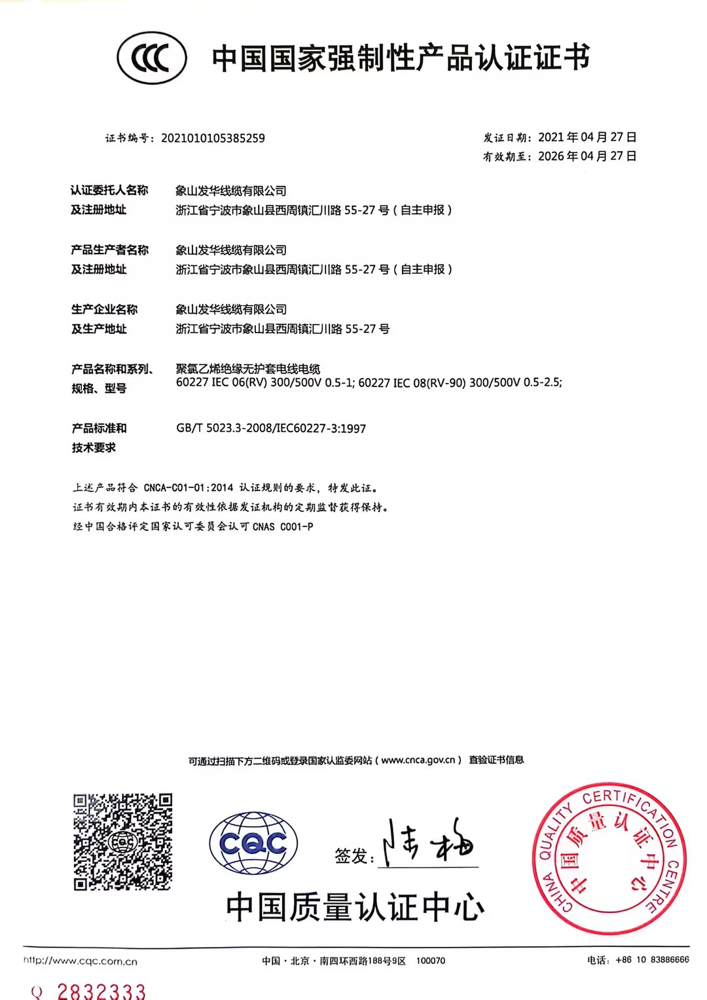 CCC 中国国家强制性产品认证证书
证书编号：2021010105385259
发证日期：2021 年 04 月 27 日
有效期至：2026 年 04 月 27 日
认证委托人名称 象山发华线缆有限公司
及注册地址 浙江省宁波市象山县西周镇汇川路 55-27 号（自主申报）
产品生产者名称 象山发华线缆有限公司
及注册地址 浙江省宁波市象山县西周镇汇川路 55-27 号（自主申报）
生产企业名称 象山发华线缆有限公司
及生产地址 浙江省宁波市象山县西周镇汇川路 55-27 号
产品名称和系列、 聚氯乙烯绝缘无护套电线电缆
规格、型号 60227 IEC 06(RV) 300/500V 0.5-1; 60227 IEC 08(RV-90) 300/500V 0.5-2.5;
产品标准和 GB/T 5023.3-2008/IEC60227-3:1997
技术要求
上述产品符合 CNCA-C01-01:2014 认证规则的要求，特发此证。
证书有效期内本证书的有效性依据发证机构的定期监督获得保持。
经中国合格评定国家认可委员会认可 CNAS C001-P
可通过扫描下方二维码或登录国家认监委网站（www.cnca.gov.cn） 查验证书信息
CQC
CQC
签发：陆梅
CHINA QUALITY CERTIFICATION CENTRE
中国质量认证中心
中国质量认证中心
http://www.cqc.com.cn
中国·北京·南四环西路188号9区 100070
电话：+86 10 83886666
Q 2832333